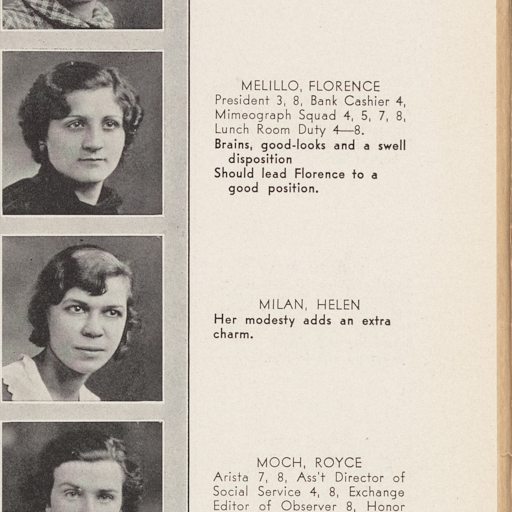 MELILLO, FLORENCE
President 3, 8, Bank Cashier 4,
Mimeograph Squad 4, 5, 7, 8,
Lunch Room Duty 4—8.
Brains, good-looks and a swell
disposition
Should lead Florence to a
good position.
MILAN, HELEN
Her modesty adds an extra
charm.
MOCH, ROYCE
Arista 7, 8, Ass't Director of
Social Service 4, 8, Exchange
Editor of Observer 8, Honor